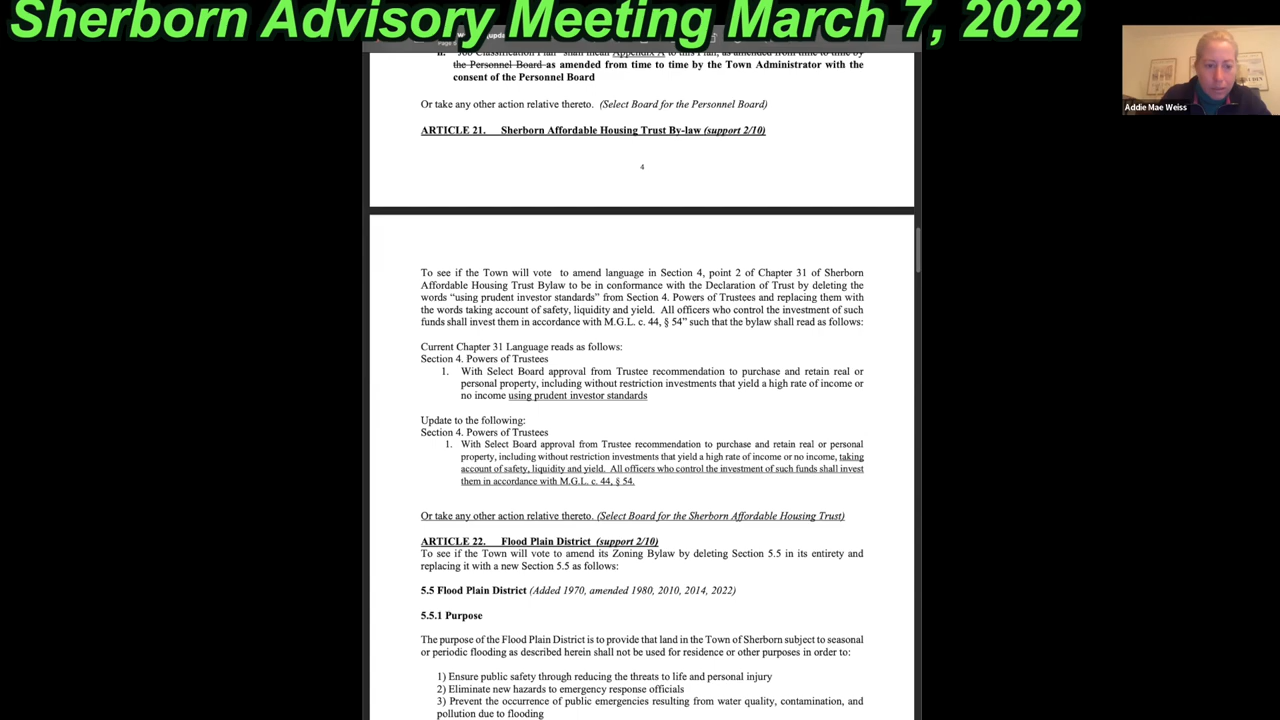 Sherborn Advisory Meeting March 7, 2022
Addie Mae Weiss
the Personnel Board as amended from time to time by the Town Administrator with the
consent of the Personnel Board
Or take any other action relative thereto. (Select Board for the Personnel Board)
ARTICLE 21. Sherborn Affordable Housing Trust By-law (support 2/10)
4
To see if the Town will vote to amend language in Section 4, point 2 of Chapter 31 of Sherborn
Affordable Housing Trust Bylaw to be in conformance with the Declaration of Trust by deleting the
words “using prudent investor standards” from Section 4. Powers of Trustees and replacing them with
the words taking account of safety, liquidity and yield. All officers who control the investment of such
funds shall invest them in accordance with M.G.L. c. 44, § 54” such that the bylaw shall read as follows:
Current Chapter 31 Language reads as follows:
Section 4. Powers of Trustees
1. With Select Board approval from Trustee recommendation to purchase and retain real or
personal property, including without restriction investments that yield a high rate of income or
no income using prudent investor standards
Update to the following:
Section 4. Powers of Trustees
1. With Select Board approval from Trustee recommendation to purchase and retain real or personal
property, including without restriction investments that yield a high rate of income or no income, taking
account of safety, liquidity and yield. All officers who control the investment of such funds shall invest
them in accordance with M.G.L. c. 44, § 54.
Or take any other action relative thereto. (Select Board for the Sherborn Affordable Housing Trust)
ARTICLE 22. Flood Plain District (support 2/10)
To see if the Town will vote to amend its Zoning Bylaw by deleting Section 5.5 in its entirety and
replacing it with a new Section 5.5 as follows:
5.5 Flood Plain District (Added 1970, amended 1980, 2010, 2014, 2022)
5.5.1 Purpose
The purpose of the Flood Plain District is to provide that land in the Town of Sherborn subject to seasonal
or periodic flooding as described herein shall not be used for residence or other purposes in order to:
1) Ensure public safety through reducing the threats to life and personal injury
2) Eliminate new hazards to emergency response officials
3) Prevent the occurrence of public emergencies resulting from water quality, contamination, and
pollution due to flooding